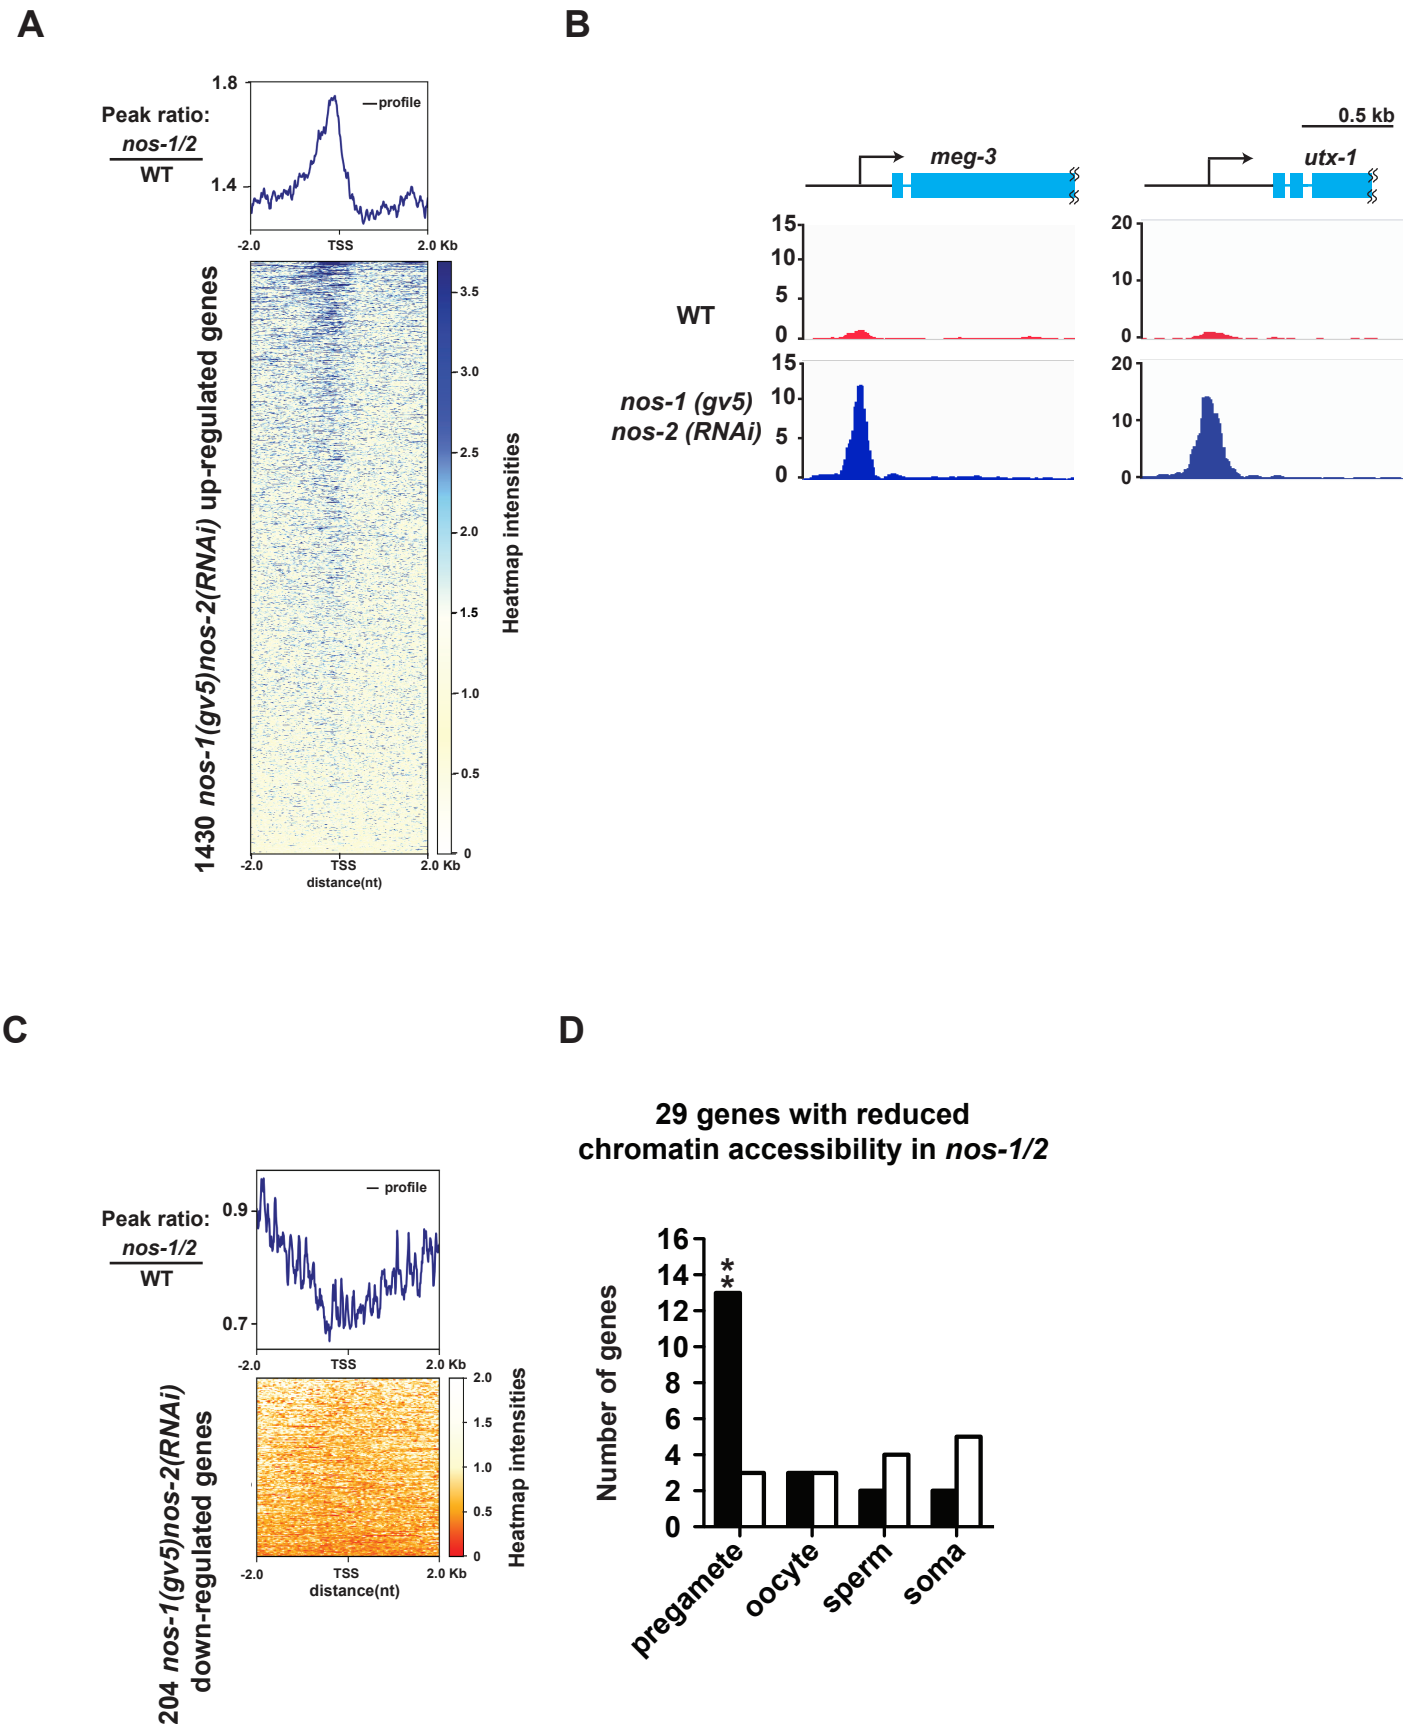 A
Peak ratio:
nos-1/2
WT
1.8
1.4
profile
-2.0 TSS 2.0 Kb
1430 nos-1(gv5)nos-2(RNAi) up-regulated genes
3.5
3.0
2.5
2.0
1.5
1.0
0.5
0
Heatmap intensities
-2.0 TSS 2.0 Kb
distance(nt)
B
0.5 kb
meg-3
utx-1
WT
15
10
5
0
20
10
0
nos-1 (gv5)
nos-2 (RNAi)
15
10
5
0
20
10
0
C
Peak ratio:
nos-1/2
WT
0.9
0.7
profile
-2.0 TSS 2.0 Kb
204 nos-1(gv5)nos-2(RNAi)
down-regulated genes
2.0
1.5
1.0
0.5
0
Heatmap intensities
-2.0 TSS 2.0 Kb
distance(nt)
D
29 genes with reduced
chromatin accessibility in nos-1/2
Number of genes
16
14
12
10
8
6
4
2
0
**
pregamete
oocyte
sperm
soma